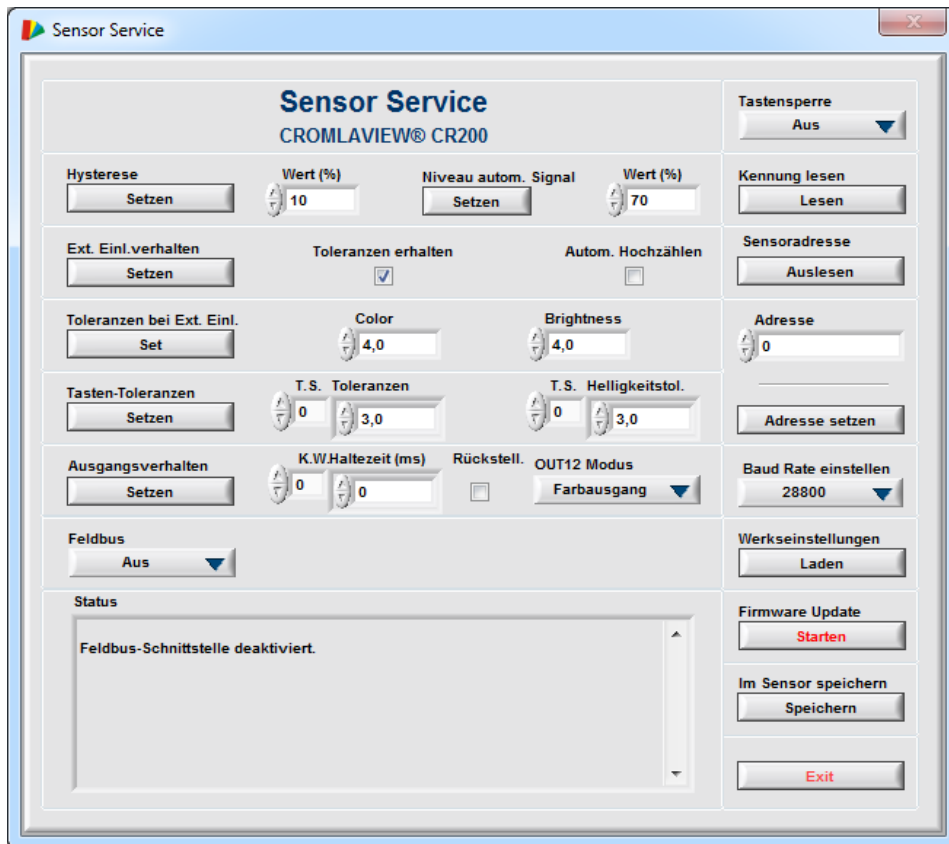 Sensor Service
Sensor Service
CROMLAVIEW® CR200
Tastensperre
Aus
Hysterese
Setzen
Wert (%)
10
Niveau autom. Signal
Setzen
Wert (%)
70
Kennung lesen
Lesen
Ext. Einl.verhalten
Setzen
Toleranzen erhalten
Autom. Hochzählen
Sensoradresse
Auslesen
Toleranzen bei Ext. Einl.
Set
Color
4,0
Brightness
4,0
Adresse
0
Tasten-Toleranzen
Setzen
T.S. Toleranzen
0 3,0
T.S. Helligkeitstol.
0 3,0
Adresse setzen
Ausgangsverhalten
Setzen
K.W.Haltezeit (ms)
0 0
Rückstell.
OUT12 Modus
Farbausgang
Baud Rate einstellen
28800
Feldbus
Aus
Werkseinstellungen
Laden
Status
Feldbus-Schnittstelle deaktiviert.
Firmware Update
Starten
Im Sensor speichern
Speichern
Exit